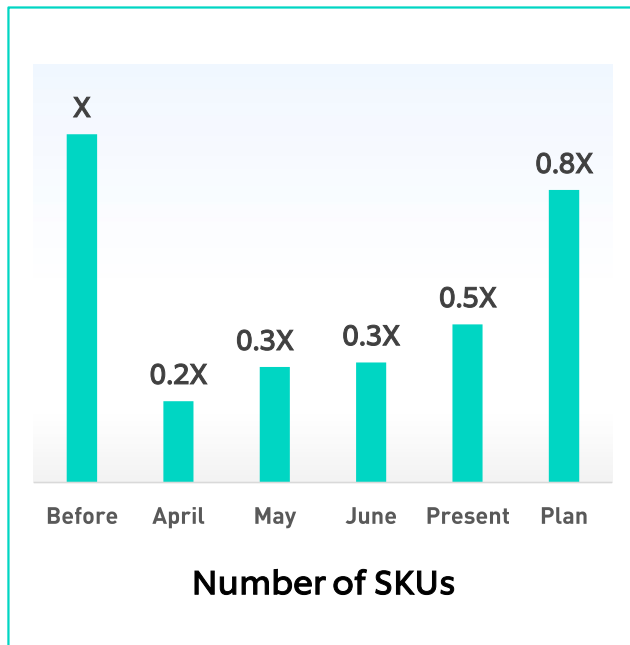 X
0.8X
0.5X
0.3X
0.3X
0.2X
Before April May June Present Plan
Number of SKUs